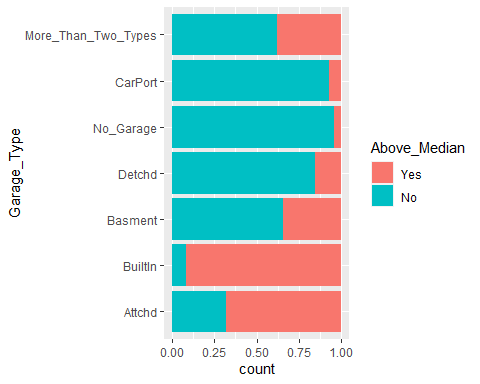 Garage_Type
More_Than_Two_Types
CarPort
No_Garage
Detchd
Basment
BuiltIn
Attchd
0.00 0.25 0.50 0.75 1.00
count
Above_Median
Yes
No